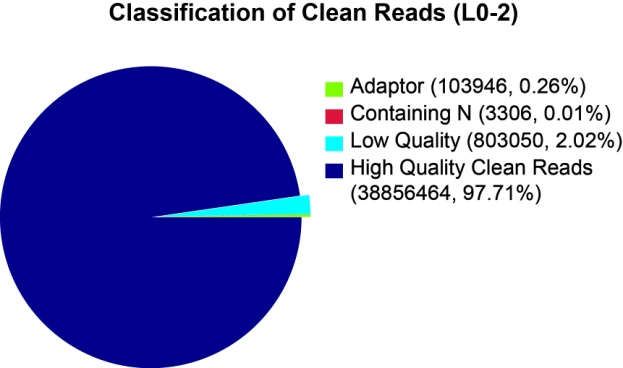 Classification of Clean Reads (L0-2)
Adaptor (103946, 0.26%)
Containing N (3306, 0.01%)
Low Quality (803050, 2.02%)
High Quality Clean Reads
(38856464, 97.71%)